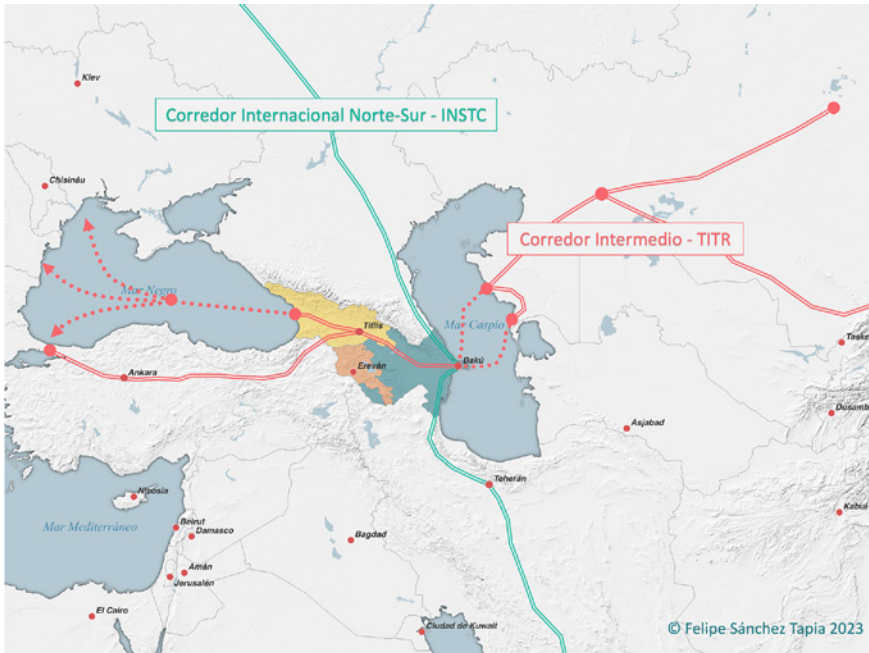 Kiev
Corredor Internacional Norte-Sur - INSTC
Chisináu
Corredor Intermedio - TITR
Mar Negro
Mar Caspio
Tiflis
Taske
Bakú
Ereván
Ankara
Dusamb
Asjabad
Teherán
Nicosia
Kabul
Mar Mediterráneo
Beirut
Damasco
Bagdad
Amán
Jerusalén
El Cairo
Ciudad de Kuwait
© Felipe Sánchez Tapia 2023